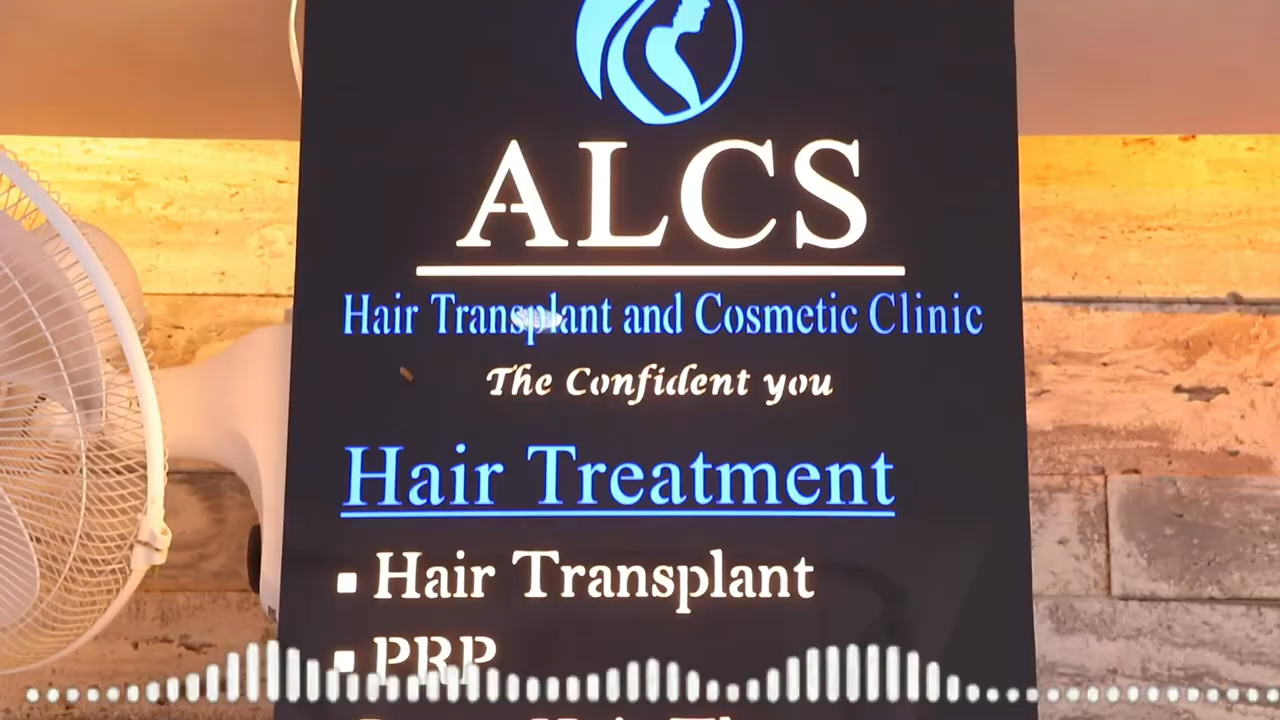 ALCS
Hair Transplant and Cosmetic Clinic
The Confident you
Hair Treatment
▪ Hair Transplant
▪ PRP